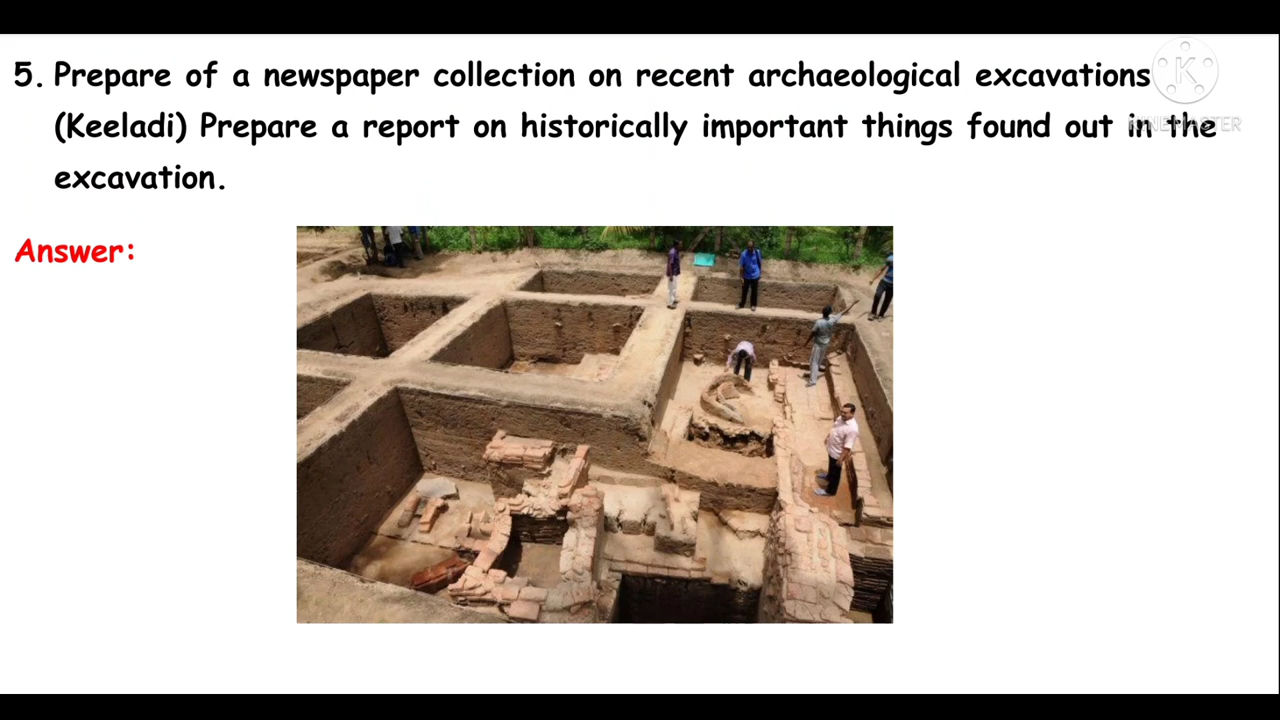 5. Prepare of a newspaper collection on recent archaeological excavations
(Keeladi) Prepare a report on historically important things found out in the
excavation.
K
KINEMASTER
Answer: